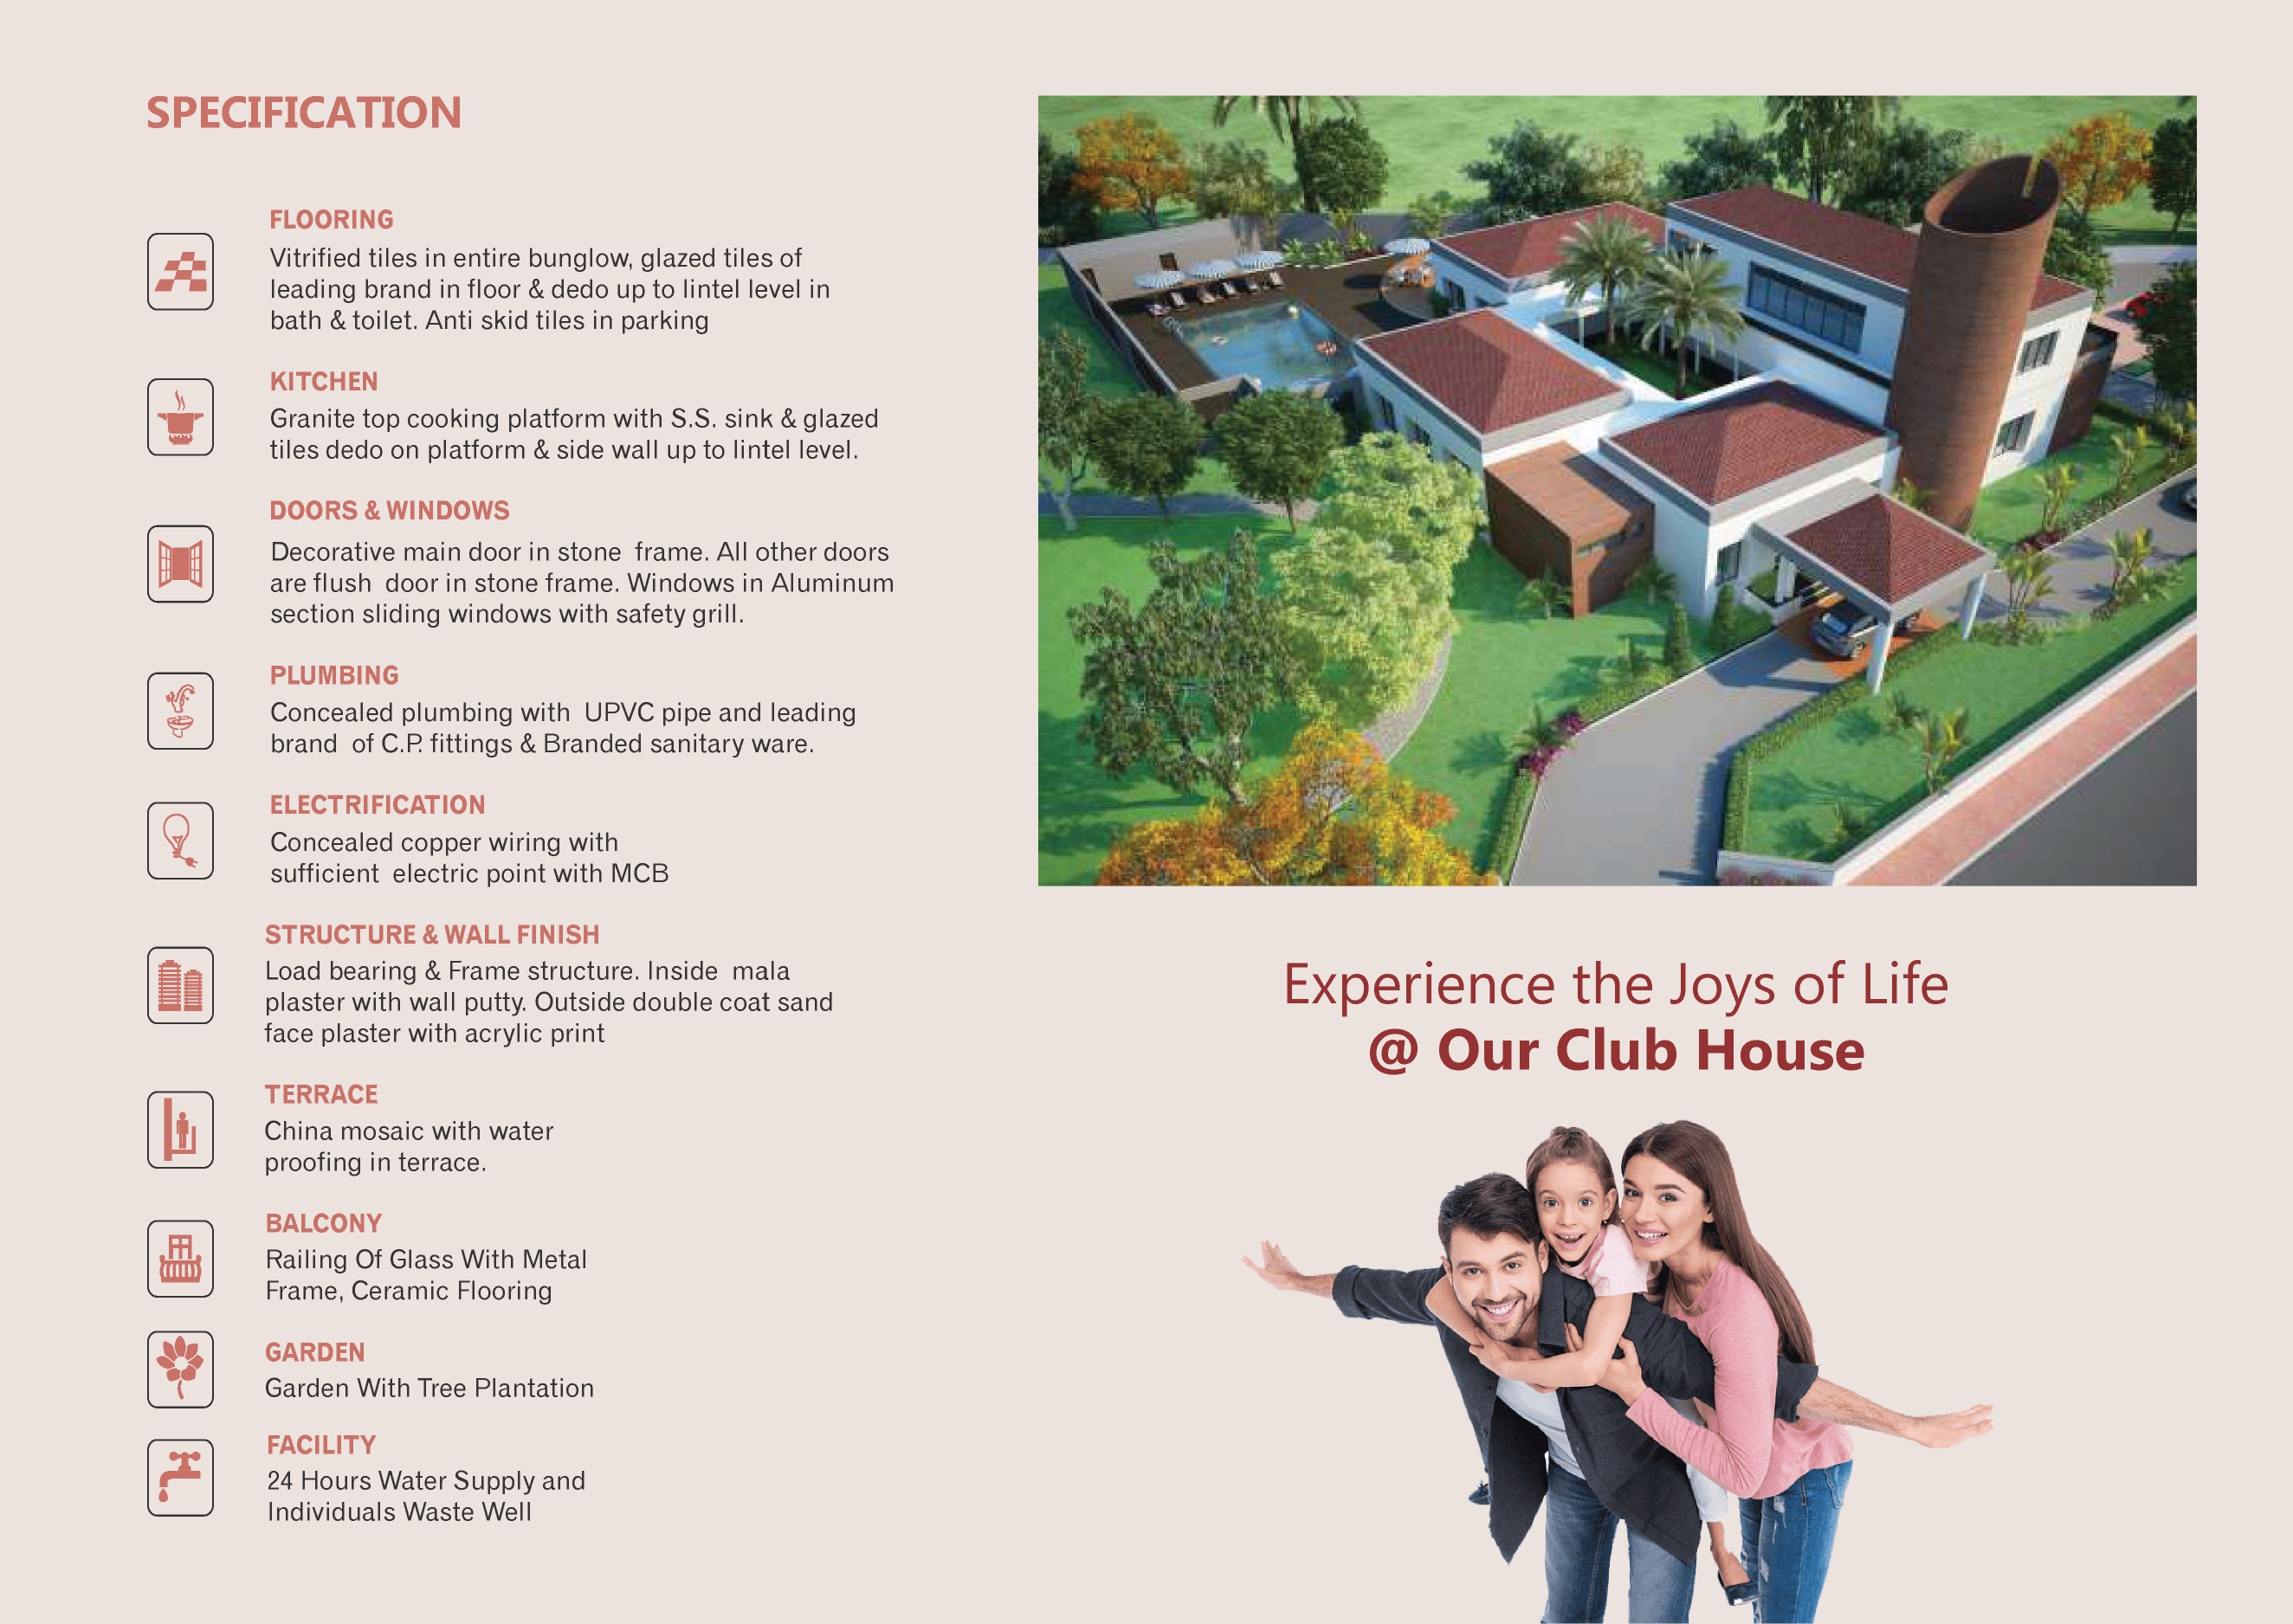 SPECIFICATION
FLOORING
Vitrified tiles in entire bunglow, glazed tiles of
leading brand in floor & dedo up to lintel level in
bath & toilet. Anti skid tiles in parking
KITCHEN
Granite top cooking platform with S.S. sink & glazed
tiles dedo on platform & side wall up to lintel level.
DOORS & WINDOWS
Decorative main door in stone frame. All other doors
are flush door in stone frame. Windows in Aluminum
section sliding windows with safety grill.
PLUMBING
Concealed plumbing with UPVC pipe and leading
brand of C.P. fittings & Branded sanitary ware.
ELECTRIFICATION
Concealed copper wiring with
sufficient electric point with MCB
STRUCTURE & WALL FINISH
Load bearing & Frame structure. Inside mala
plaster with wall putty. Outside double coat sand
face plaster with acrylic print
TERRACE
China mosaic with water
proofing in terrace.
BALCONY
Railing Of Glass With Metal
Frame, Ceramic Flooring
GARDEN
Garden With Tree Plantation
FACILITY
24 Hours Water Supply and
Individuals Waste Well
Experience the Joys of Life
@ Our Club House